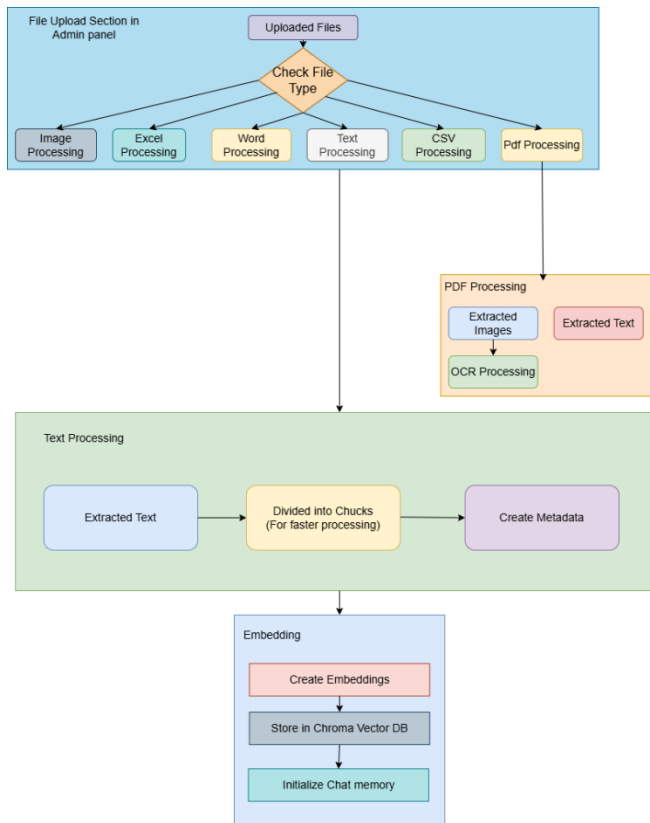 File Upload Section in
Admin panel
Uploaded Files
Check File
Type
Image
Processing
Excel
Processing
Word
Processing
Text
Processing
CSV
Processing
Pdf Processing
PDF Processing
Extracted
Images
Extracted Text
OCR Processing
Text Processing
Extracted Text
Divided into Chucks
(For faster processing)
Create Metadata
Embedding
Create Embeddings
Store in Chroma Vector DB
Initialize Chat memory